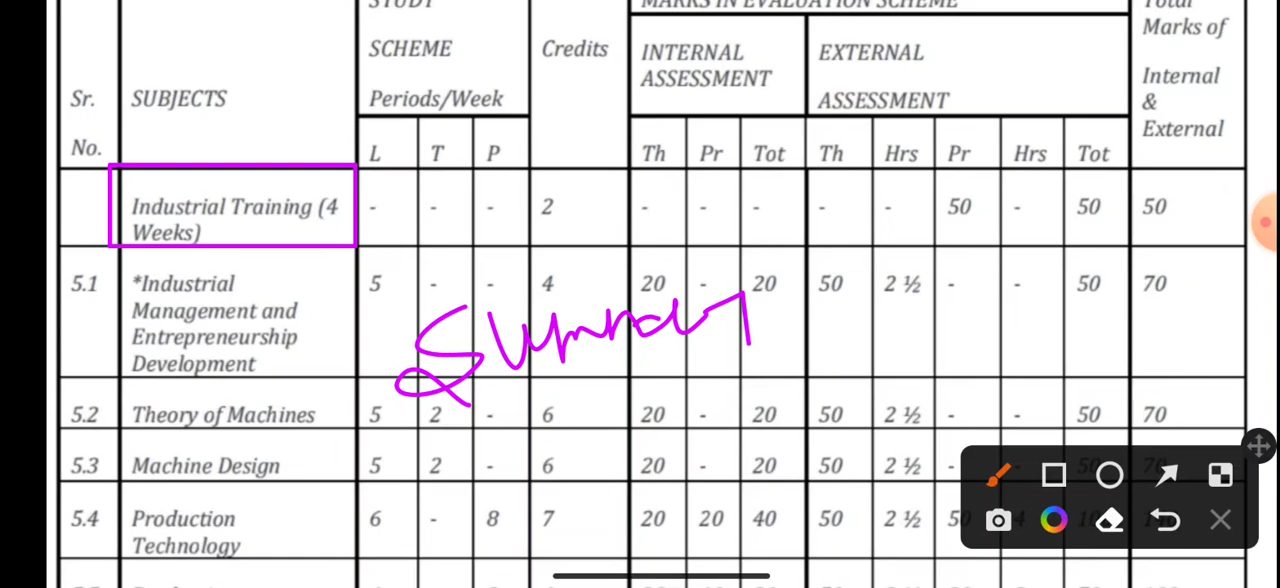 STUDY
SCHEME
Periods/Week
MARKS IN EVALUATION SCHEME
Total
Marks of
Internal
&
External
Sr.
No.
SUBJECTS
Credits
INTERNAL
ASSESSMENT
EXTERNAL
ASSESSMENT
L T P Th Pr Tot Th Hrs Pr Hrs Tot
Industrial Training (4
Weeks)
- - - 2 - - - - - 50 - 50 50
5.1 *Industrial
Management and
Entrepreneurship
Development
5 - - 4 20 - 20 50 2 ½ - - 50 70
5.2 Theory of Machines 5 2 - 6 20 - 20 50 2 ½ - - 50 70
5.3 Machine Design 5 2 - 6 20 - 20 50 2 ½ - 50 70
5.4 Production
Technology
6 - 8 7 20 20 40 50 2 ½ 50 4